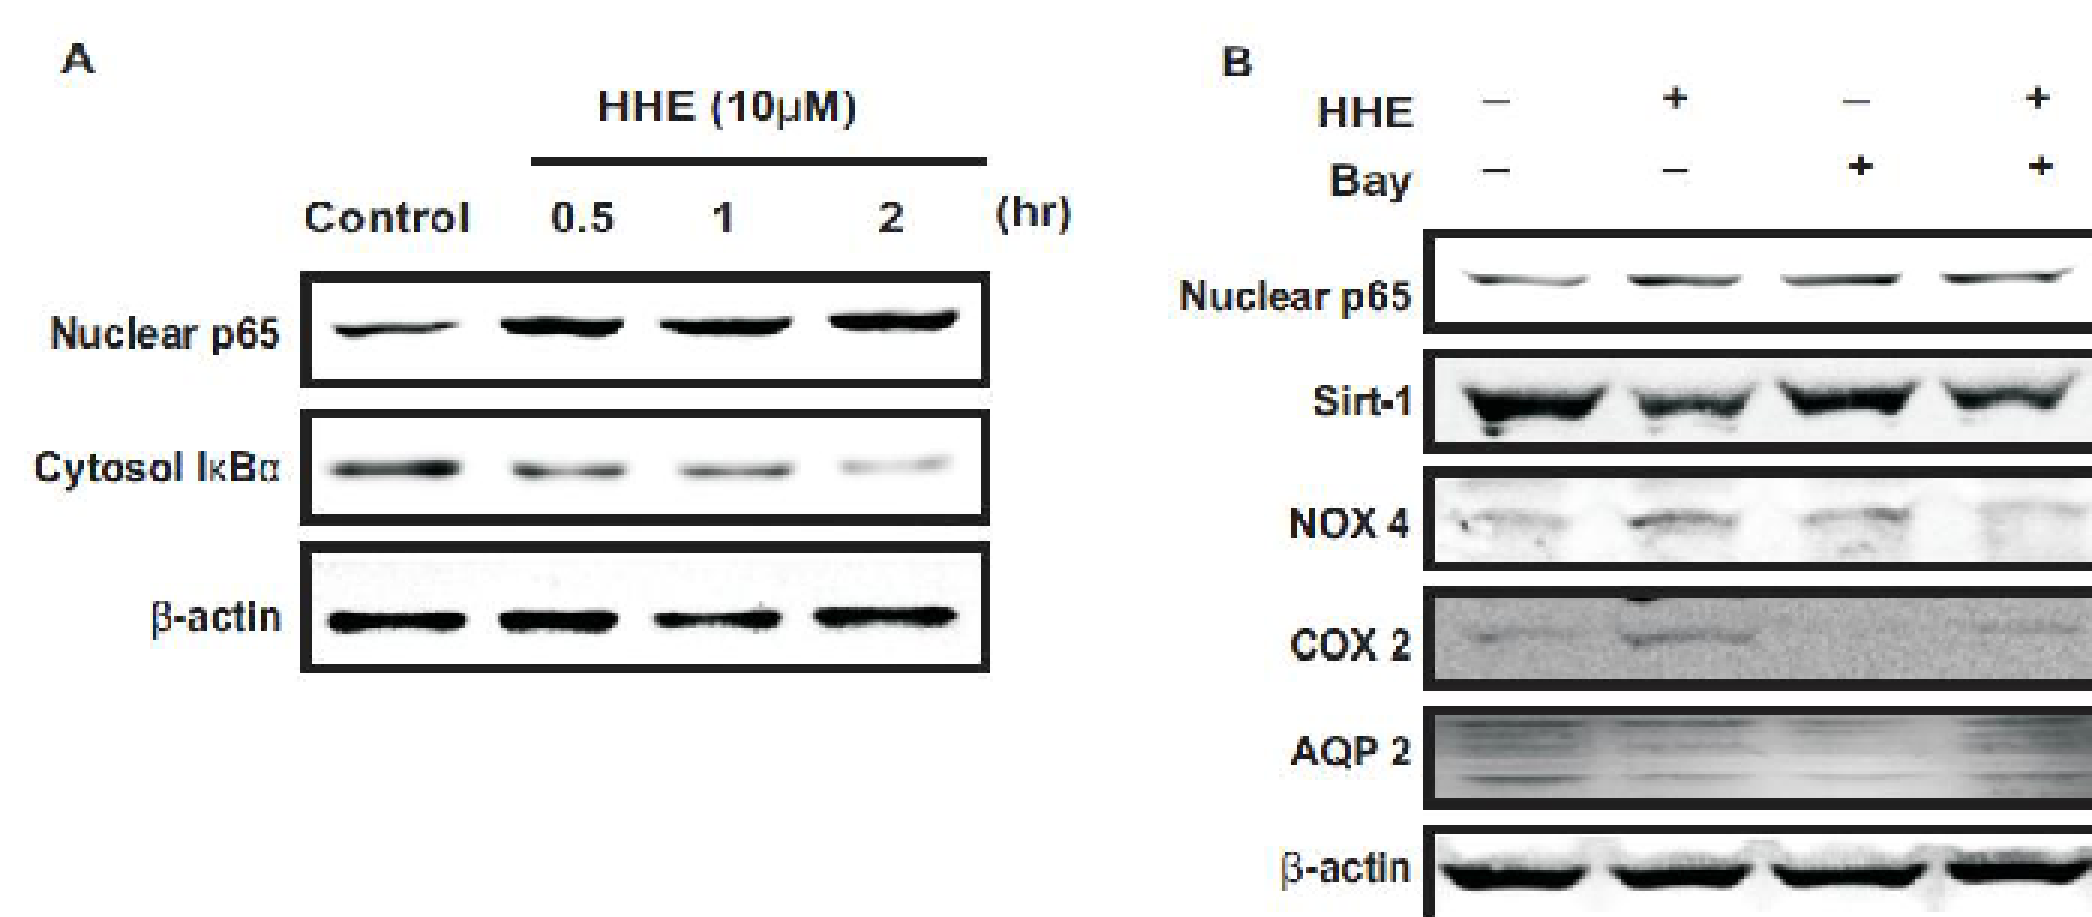 A
HHE (10μM)
Control 0.5 1 2 (hr)
Nuclear p65
Cytosol IκBα
β-actin
B
HHE − + − +
Bay − − + +
Nuclear p65
Sirt-1
NOX 4
COX 2
AQP 2
β-actin